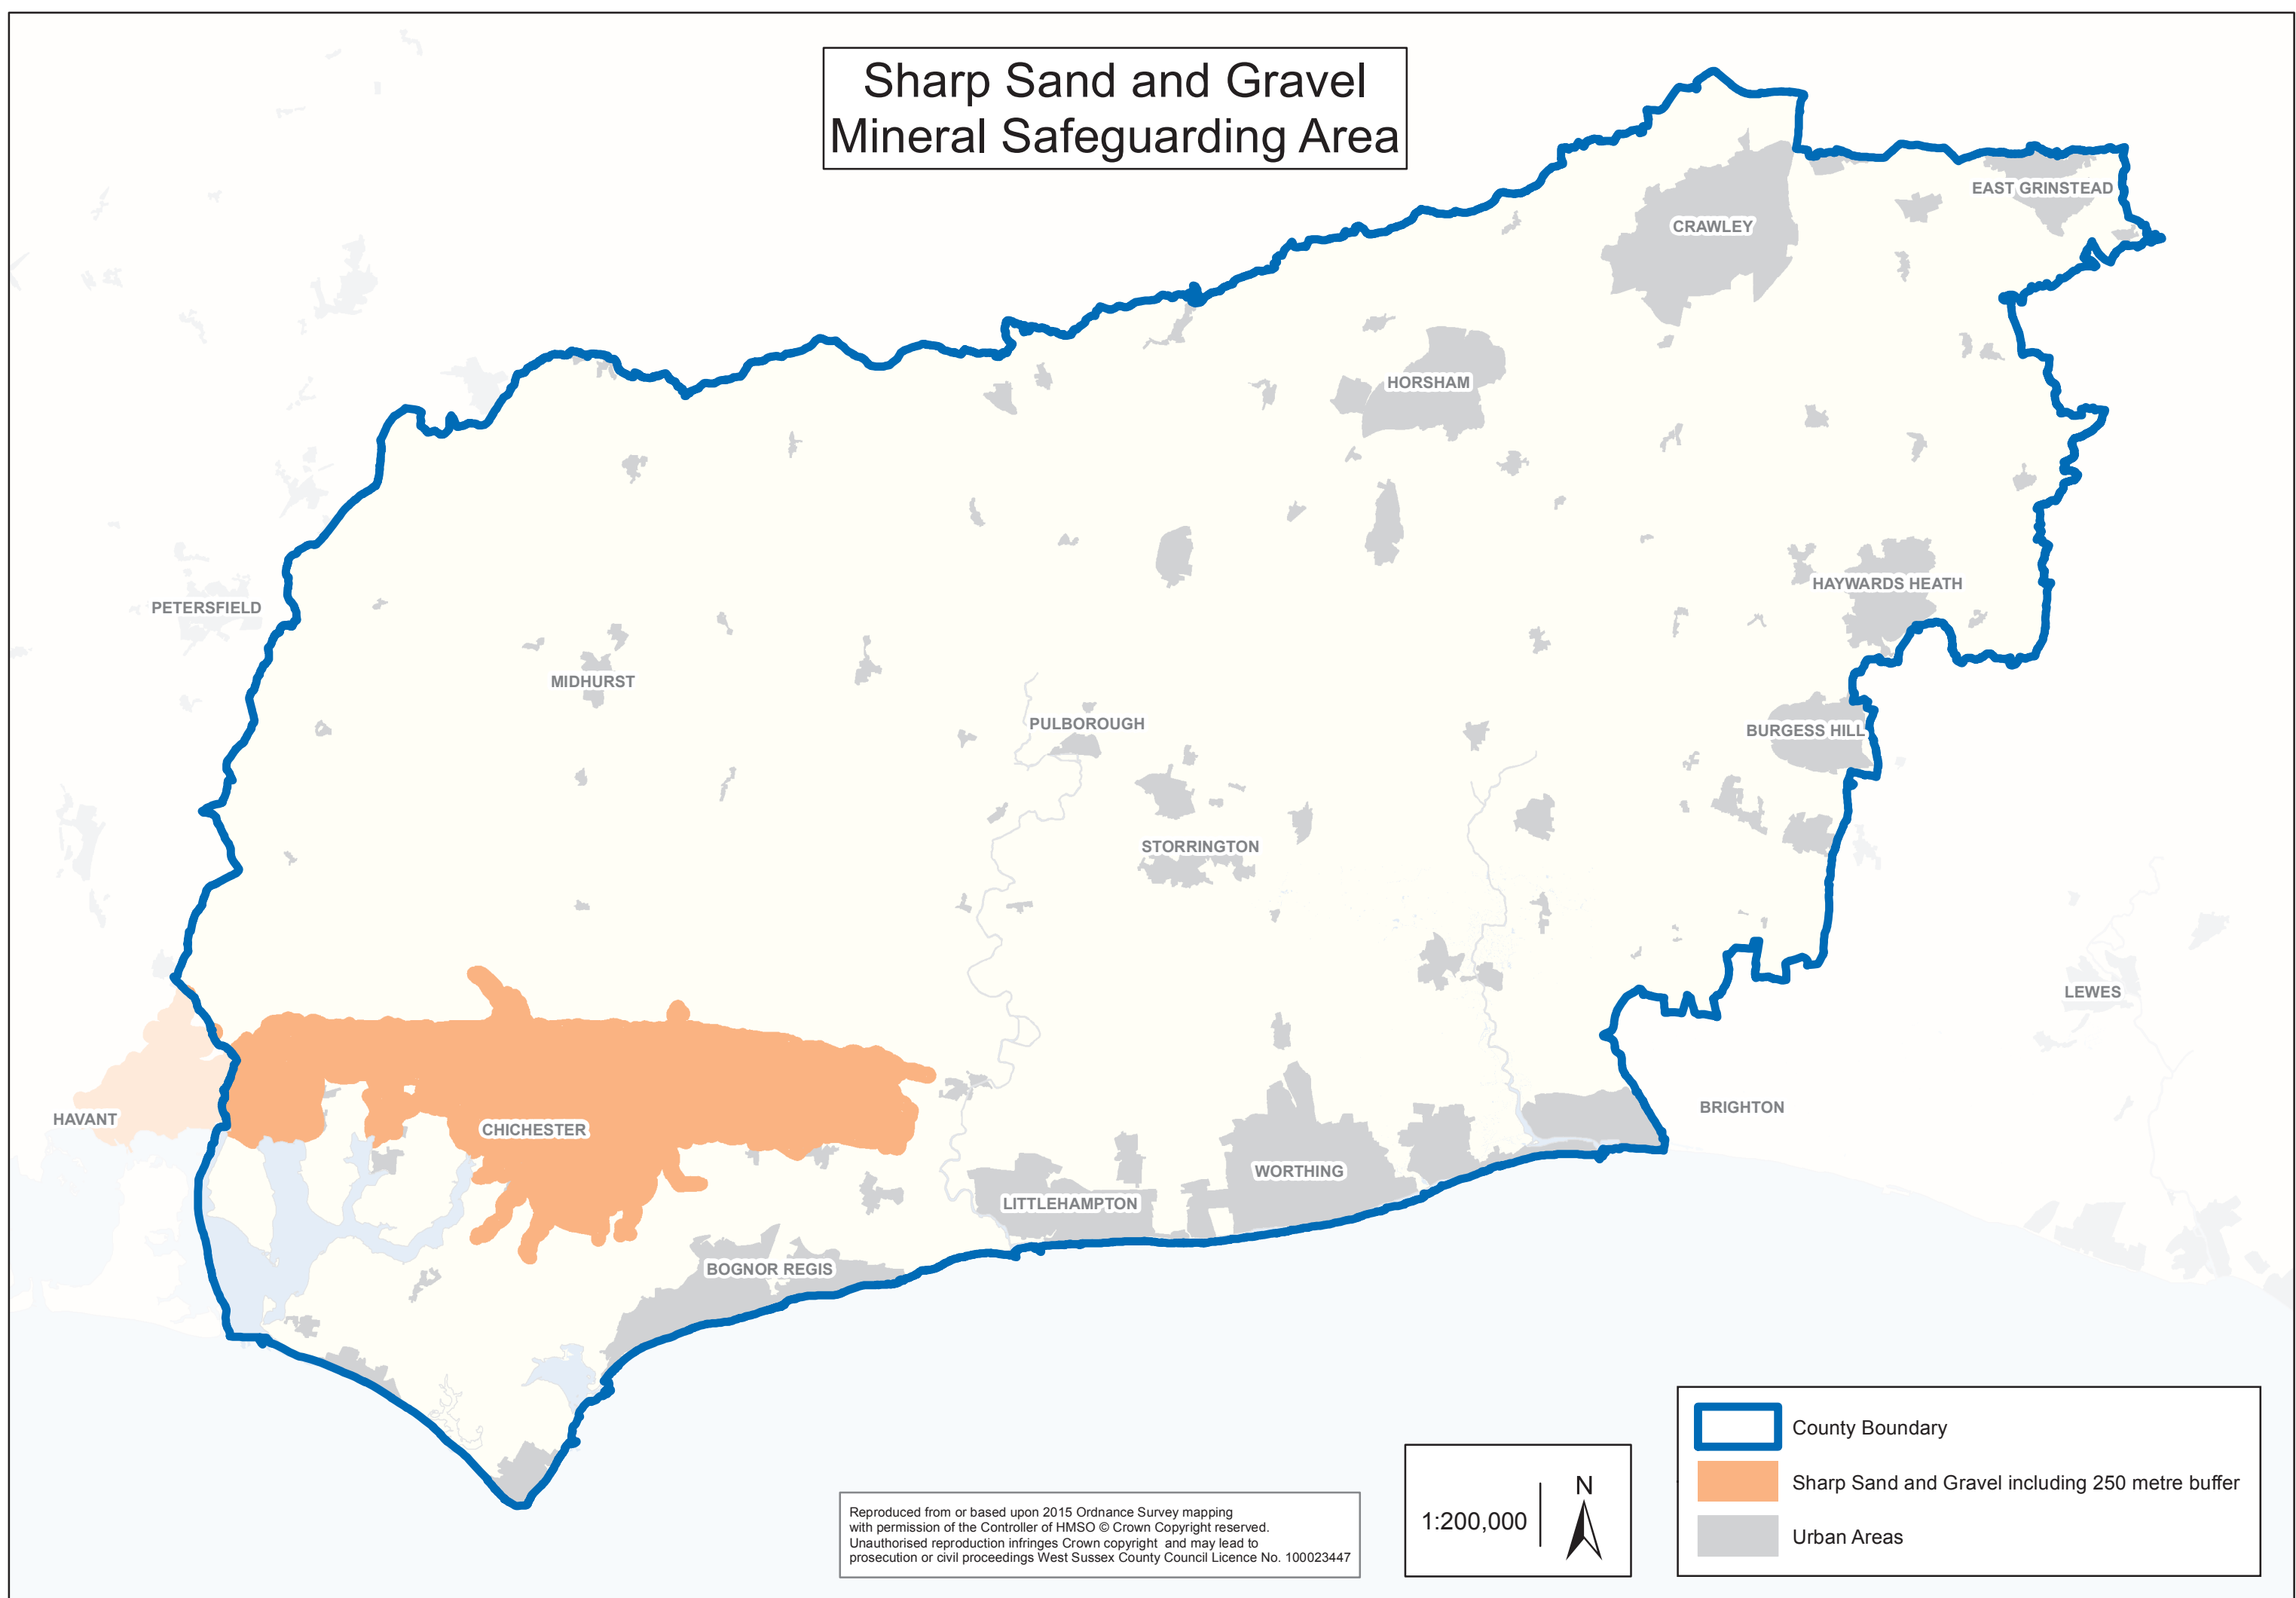 Sharp Sand and Gravel
Mineral Safeguarding Area
EAST GRINSTEAD
CRAWLEY
HORSHAM
HAYWARDS HEATH
PETERSFIELD
MIDHURST
PULBOROUGH
BURGESS HILL
STORRINGTON
LEWES
HAVANT
CHICHESTER
BRIGHTON
WORTHING
LITTLEHAMPTON
BOGNOR REGIS
County Boundary
Sharp Sand and Gravel including 250 metre buffer
Urban Areas
1:200,000
N
Reproduced from or based upon 2015 Ordnance Survey mapping
with permission of the Controller of HMSO © Crown Copyright reserved.
Unauthorised reproduction infringes Crown copyright and may lead to
prosecution or civil proceedings West Sussex County Council Licence No. 100023447